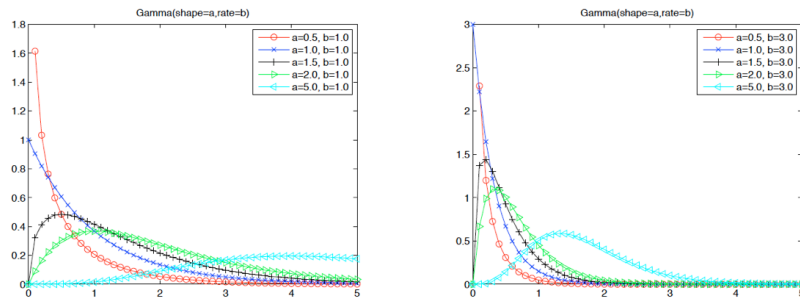 Gamma(shape=a,rate=b)
1.8
1.6
1.4
1.2
1
0.8
0.6
0.4
0.2
0
0
1
2
3
4
5
a=0.5, b=1.0
a=1.0, b=1.0
a=1.5, b=1.0
a=2.0, b=1.0
a=5.0, b=1.0
Gamma(shape=a,rate=b)
3
2.5
2
1.5
1
0.5
0
0
1
2
3
4
5
a=0.5, b=3.0
a=1.0, b=3.0
a=1.5, b=3.0
a=2.0, b=3.0
a=5.0, b=3.0